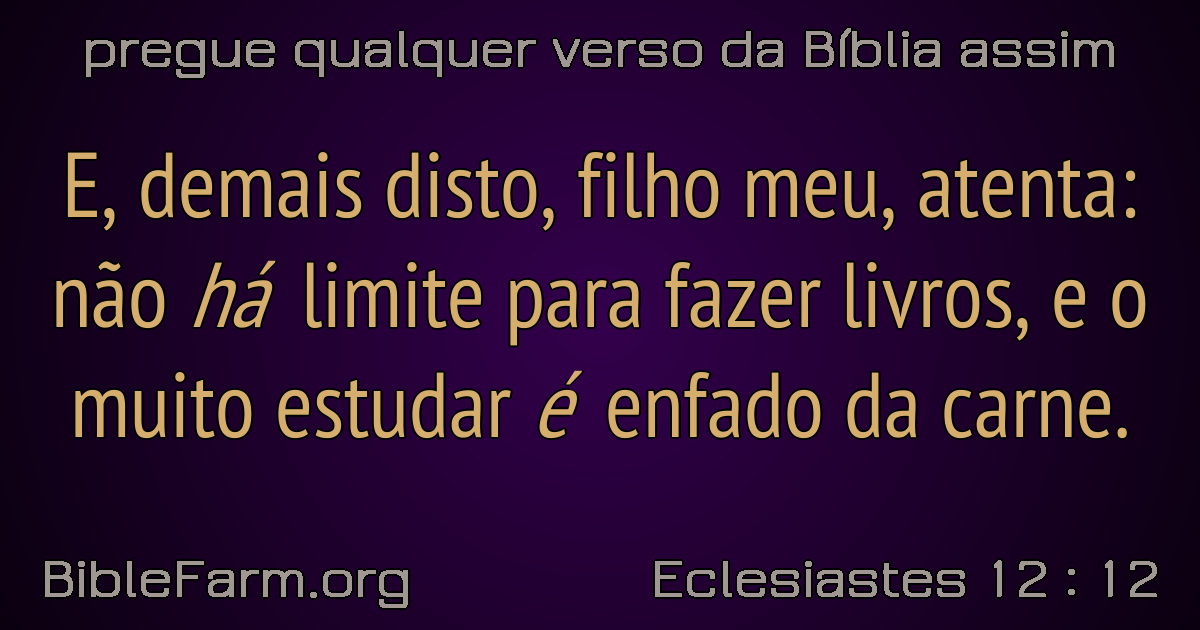 pregue qualquer verso da Bíblia assim
E, demais disto, filho meu, atenta:
não há limite para fazer livros, e o
muito estudar é enfado da carne.
BibleFarm.org
Eclesiastes 12 : 12